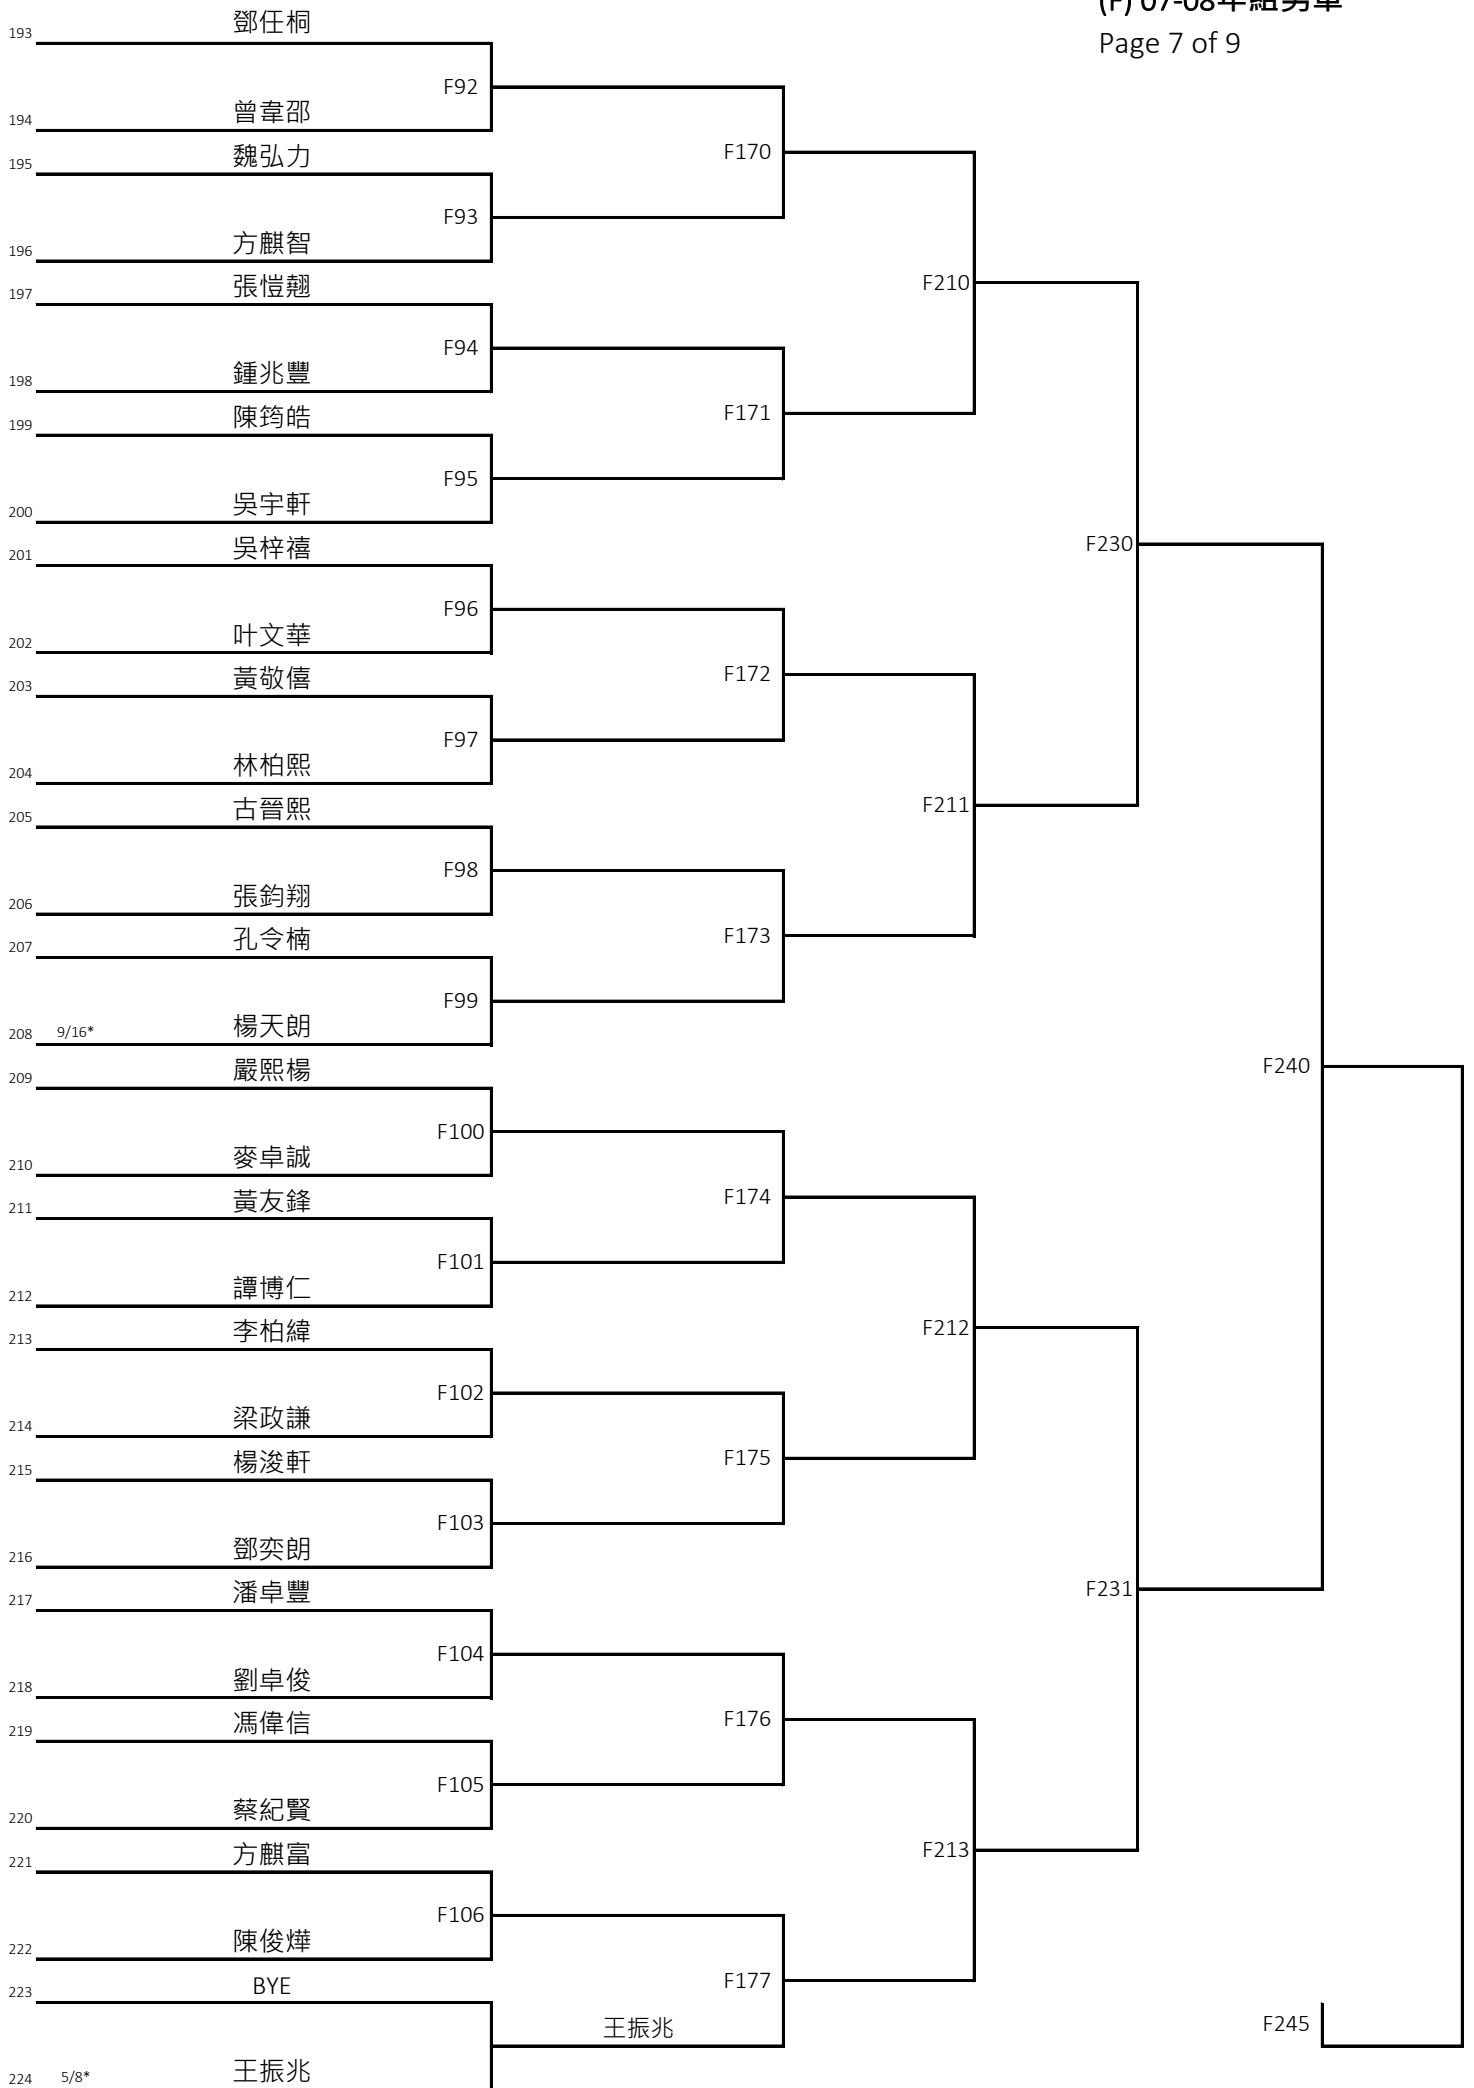 (F) 07-08年組男單
Page 7 of 9
193 鄧任桐
F92
194 曾韋邵
F170
195 魏弘力
F93
196 方麒智
F210
197 張愷翹
F94
198 鍾兆豐
F171
199 陳筠皓
F95
200 吳宇軒
F230
201 吳梓禧
F96
202 叶文華
F172
203 黃敬僖
F97
204 林柏熙
F211
205 古晉熙
F98
206 張鈞翔
F173
207 孔令楠
F99
208 9/16* 楊天朗
F240
209 嚴熙楊
F100
210 麥卓誠
F174
211 黃友鋒
F101
212 譚博仁
F212
213 李柏緯
F102
214 梁政謙
F175
215 楊浚軒
F103
216 鄧奕朗
F231
217 潘卓豐
F104
218 劉卓俊
F176
219 馮偉信
F105
220 蔡紀賢
F213
221 方麒富
F106
222 陳俊燁
F177
223 BYE
王振兆
F245
224 5/8* 王振兆